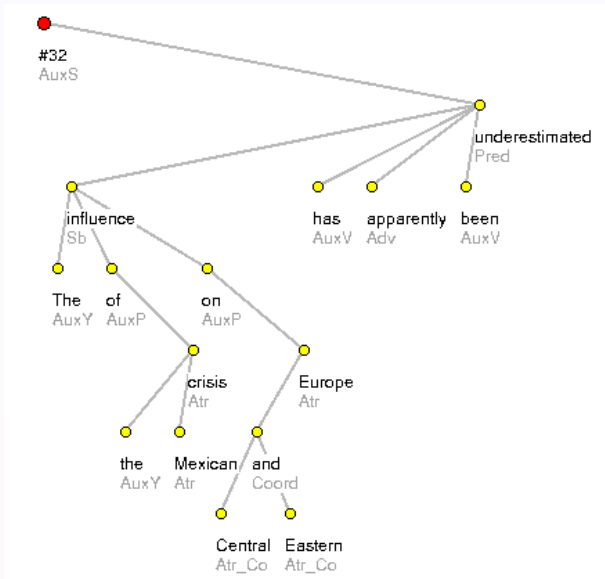 #32
AuxS
underestimated
Pred
influence
Sb
has apparently been
AuxV Adv AuxV
The of on
AuxY AuxP AuxP
crisis Europe
Atr Atr
the Mexican and
AuxY Atr Coord
Central Eastern
Atr_Co Atr_Co